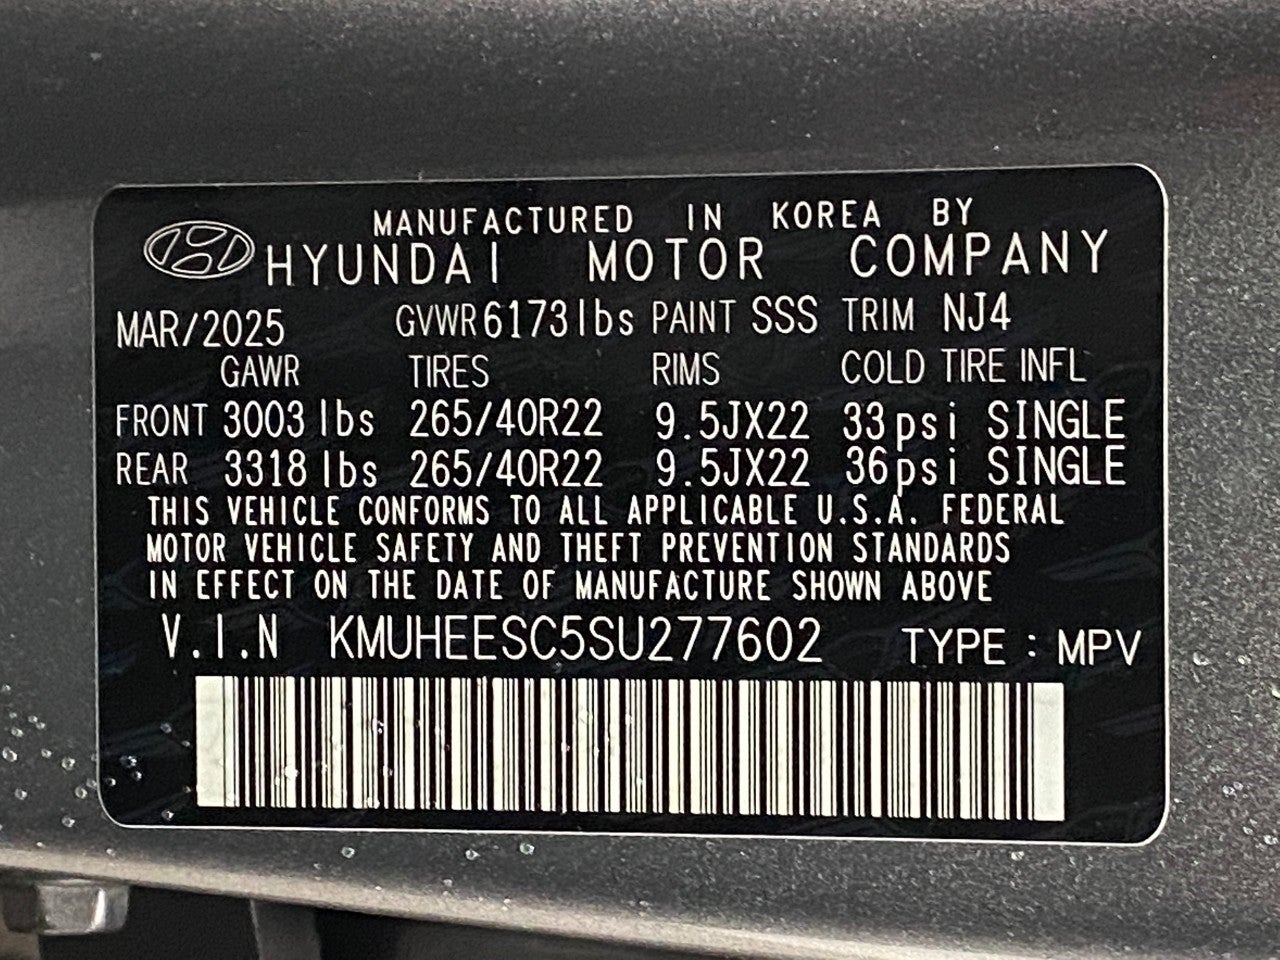 MANUFACTURED IN KOREA BY
HYUNDAI MOTOR COMPANY
MAR/2025 GVWR 6173lbs PAINT SSS TRIM NJ4
GAWR TIRES RIMS COLD TIRE INFL
FRONT 3003 lbs 265/40R22 9.5JX22 33psi SINGLE
REAR 3318 lbs 265/40R22 9.5JX22 36psi SINGLE
THIS VEHICLE CONFORMS TO ALL APPLICABLE U.S.A. FEDERAL
MOTOR VEHICLE SAFETY AND THEFT PREVENTION STANDARDS
IN EFFECT ON THE DATE OF MANUFACTURE SHOWN ABOVE
V.I.N KMUHEESC5SU277602 TYPE : MPV